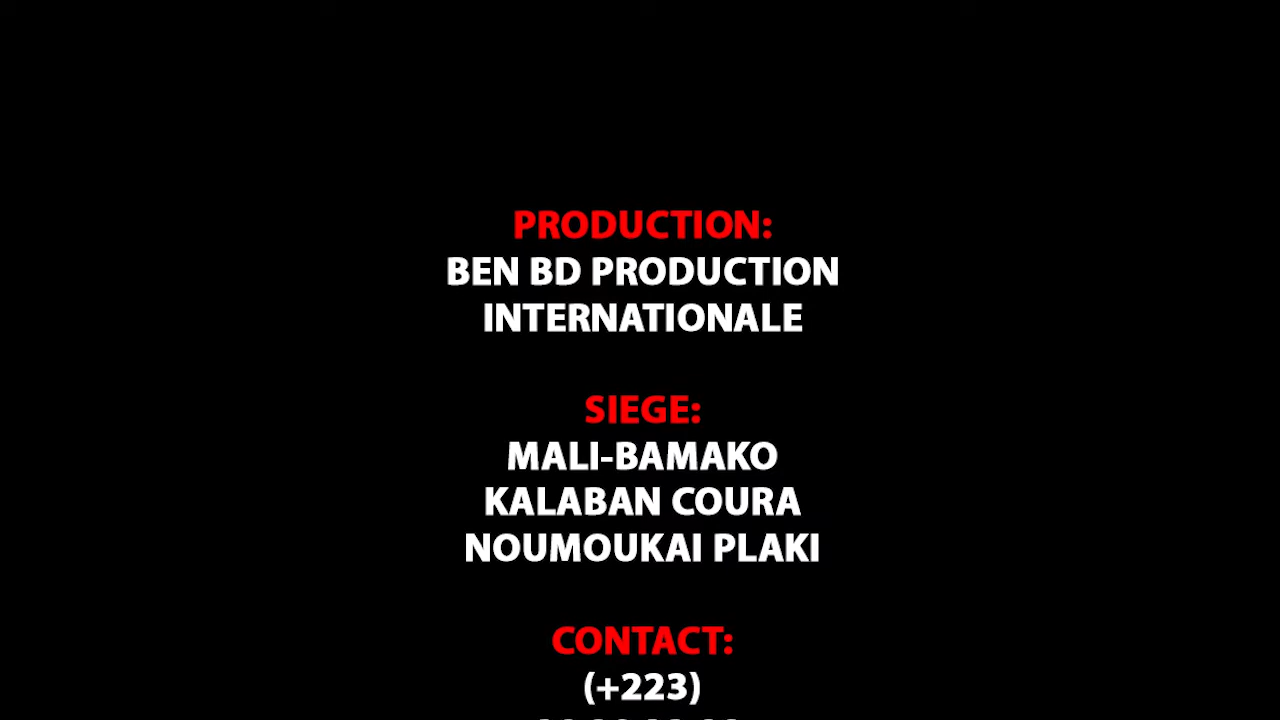 PRODUCTION:
BEN BD PRODUCTION
INTERNATIONALE
SIEGE:
MALI-BAMAKO
KALABAN COURA
NOUMOUKAI PLAKI
CONTACT:
(+223)